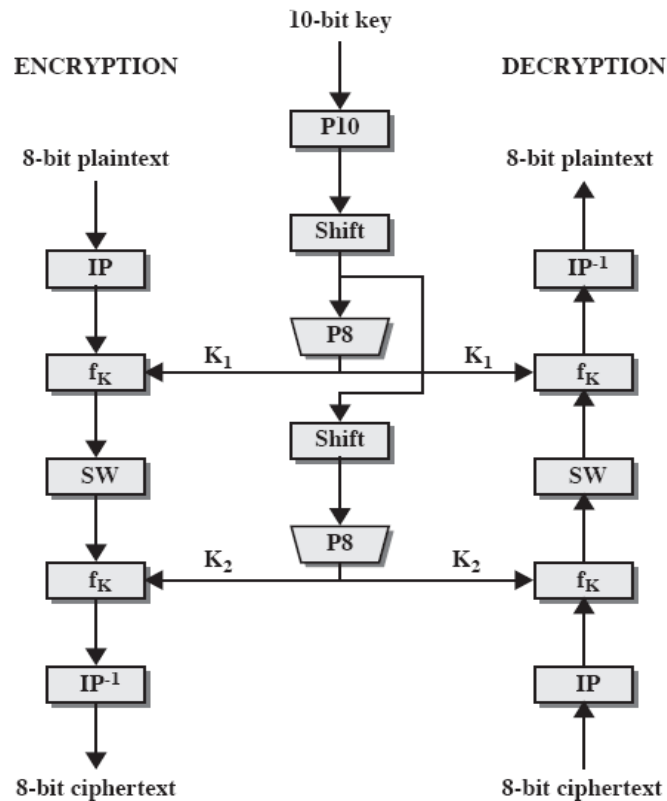 10-bit key
ENCRYPTION
DECRYPTION
P10
8-bit plaintext
8-bit plaintext
Shift
IP
IP-1
P8
fK
K1
K1
fK
Shift
SW
SW
P8
fK
K2
K2
fK
IP-1
IP
8-bit ciphertext
8-bit ciphertext